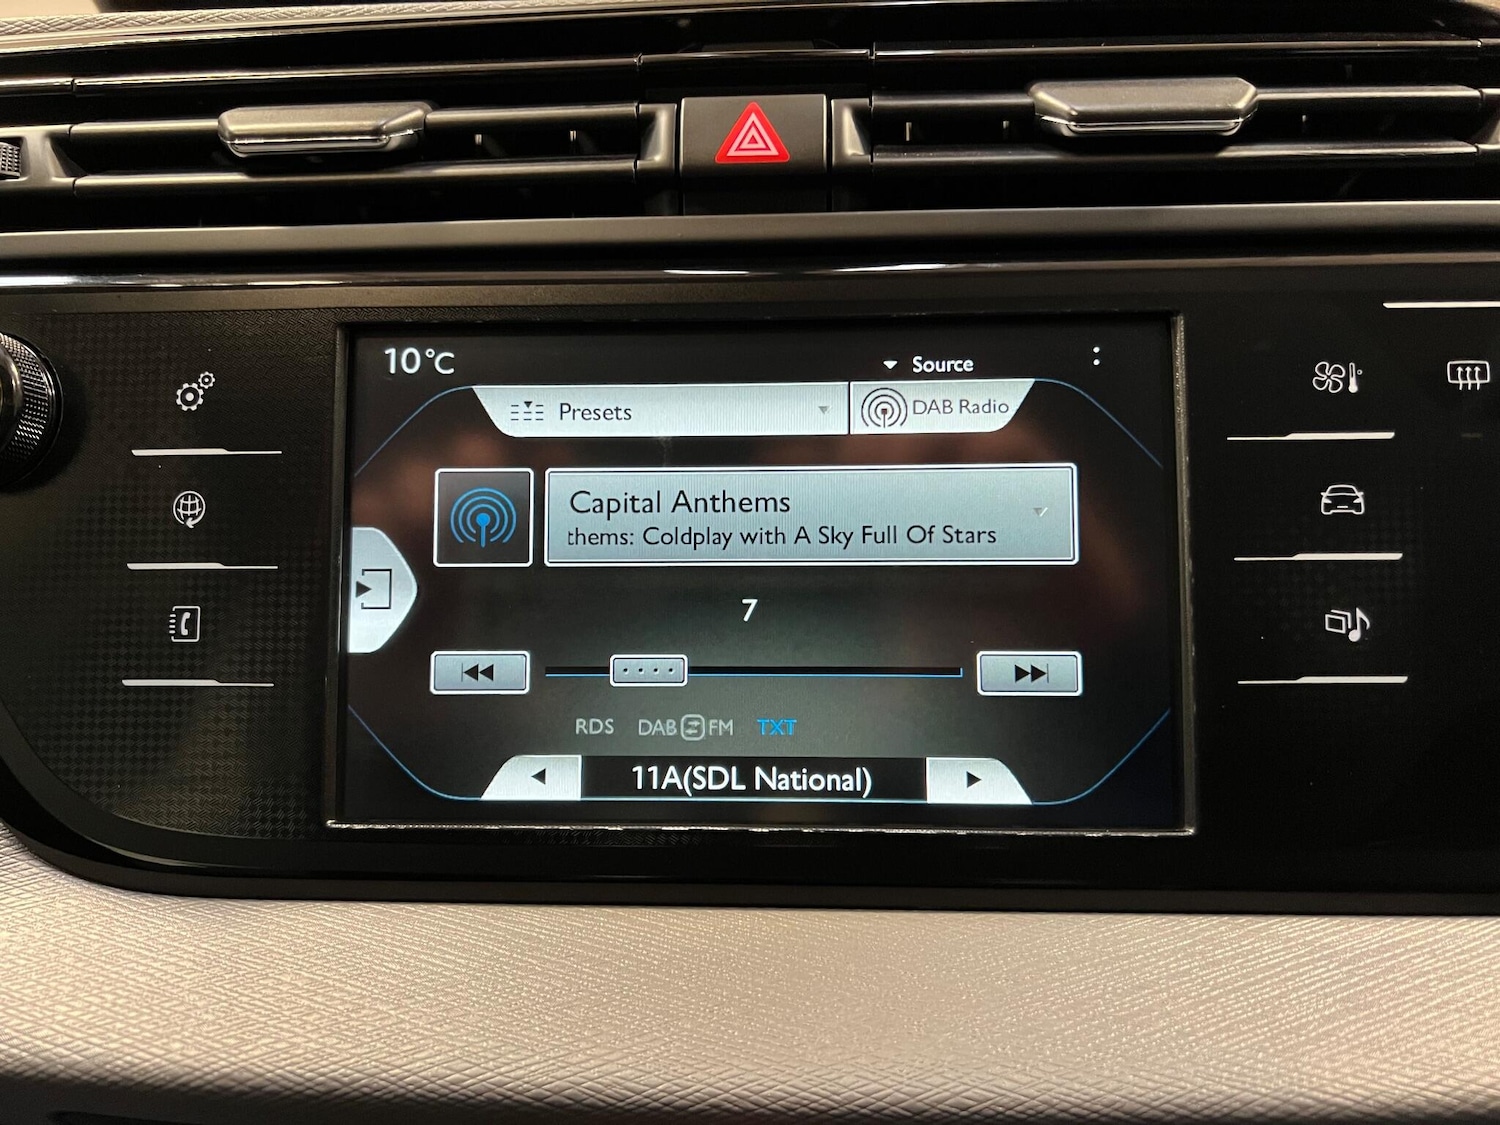 10°C
Source
Presets
DAB Radio
Capital Anthems
thems: Coldplay with A Sky Full Of Stars
7
RDS DAB FM TXT
11A(SDL National)